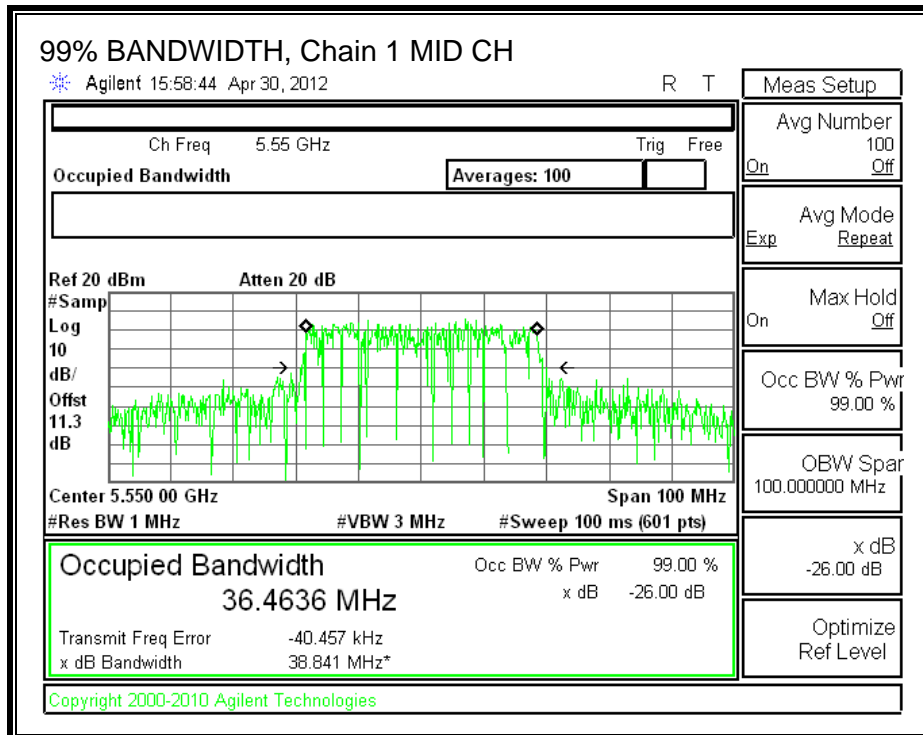 99% BANDWIDTH, Chain 1 MID CH
Agilent 15:58:44 Apr 30, 2012 R T
Ch Freq 5.55 GHz Trig Free
Occupied Bandwidth Averages: 100
Ref 20 dBm Atten 20 dB
#Samp
Log
10
dB/
Offst
11.3
dB
Center 5.550 00 GHz Span 100 MHz
#Res BW 1 MHz #VBW 3 MHz #Sweep 100 ms (601 pts)
Occupied Bandwidth Occ BW % Pwr 99.00 %
36.4636 MHz x dB -26.00 dB
Transmit Freq Error -40.457 kHz
x dB Bandwidth 38.841 MHz*
Copyright 2000-2010 Agilent Technologies
Meas Setup
Avg Number
100
On Off
Avg Mode
Exp Repeat
Max Hold
On Off
Occ BW % Pwr
99.00 %
OBW Span
100.000000 MHz
x dB
-26.00 dB
Optimize
Ref Level